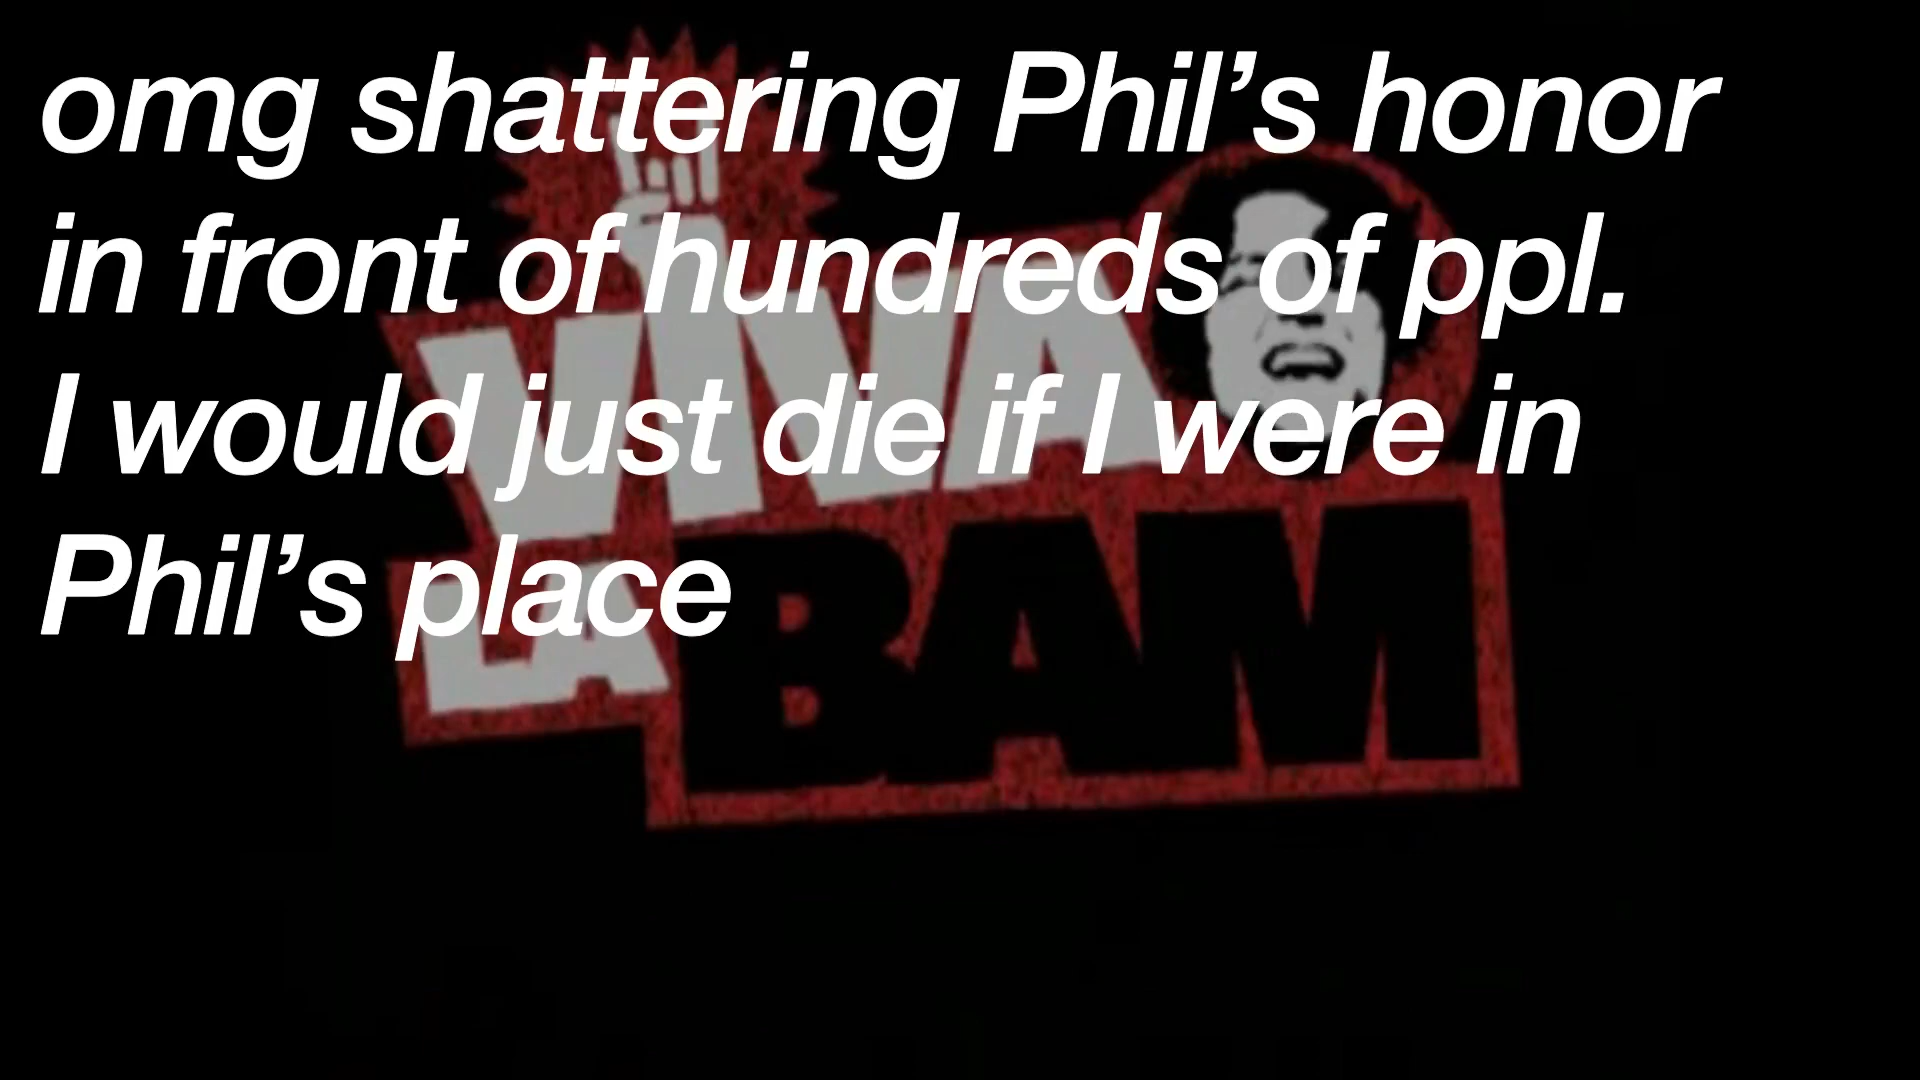 omg shattering Phil’s honor
in front of hundreds of ppl.
I would just die if I were in
Phil’s place
VIVA
LA BAM